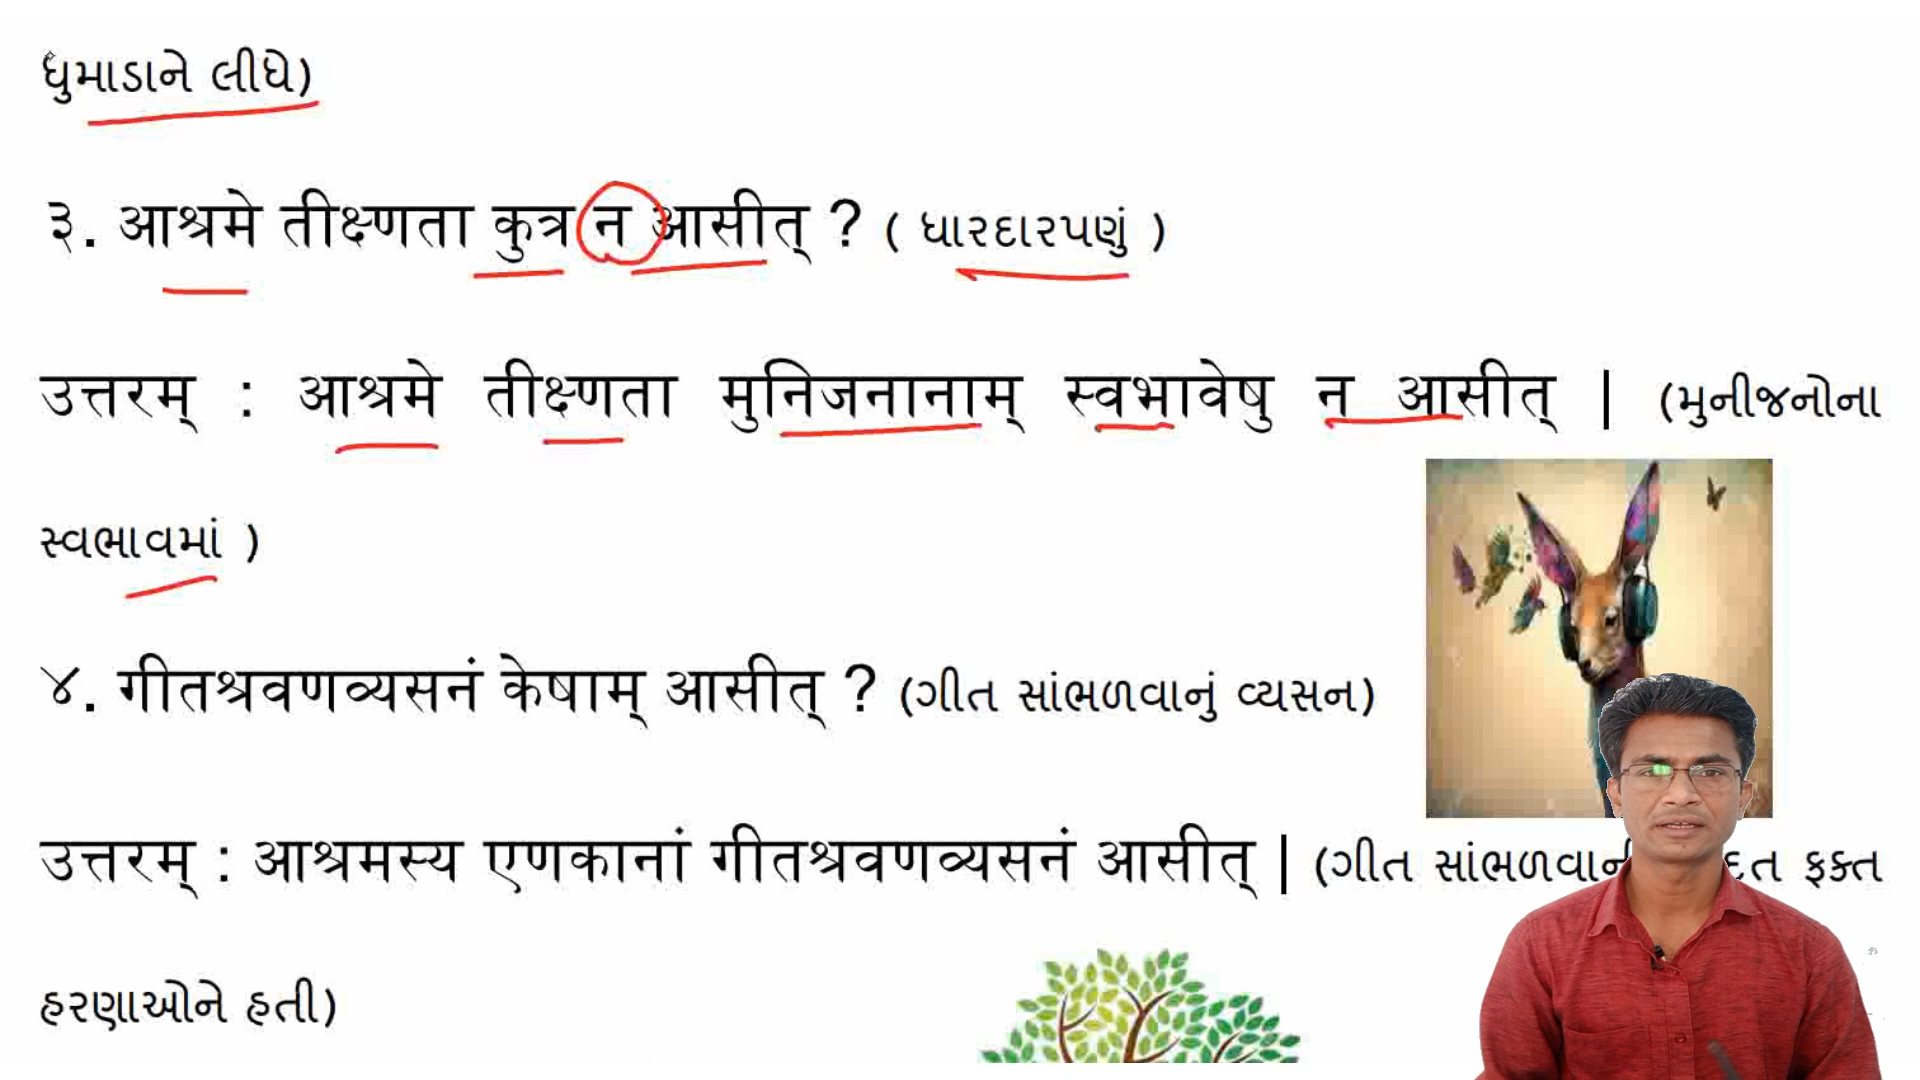 ધુંમાડાને લીધે)
३. आश्रमे तीक्ष्णता कुत्र न आसीत् ? ( ધારદારપણું )
उत्तरम् : आश्रमे तीक्ष्णता मुनिजनानाम् स्वभावेषु न आसीत् | (મુનીજનોના
સ્વભાવમાં )
४. गीतश्रवणव्यसनं केषाम् आसीत् ? (ગીત સાંભળવાનું વ્યસન)
उत्तरम् : आश्रमस्य एणकानां गीतश्रवणव्यसनं आसीत् | (ગીત ફક્ત
હરણાઓને હતી)